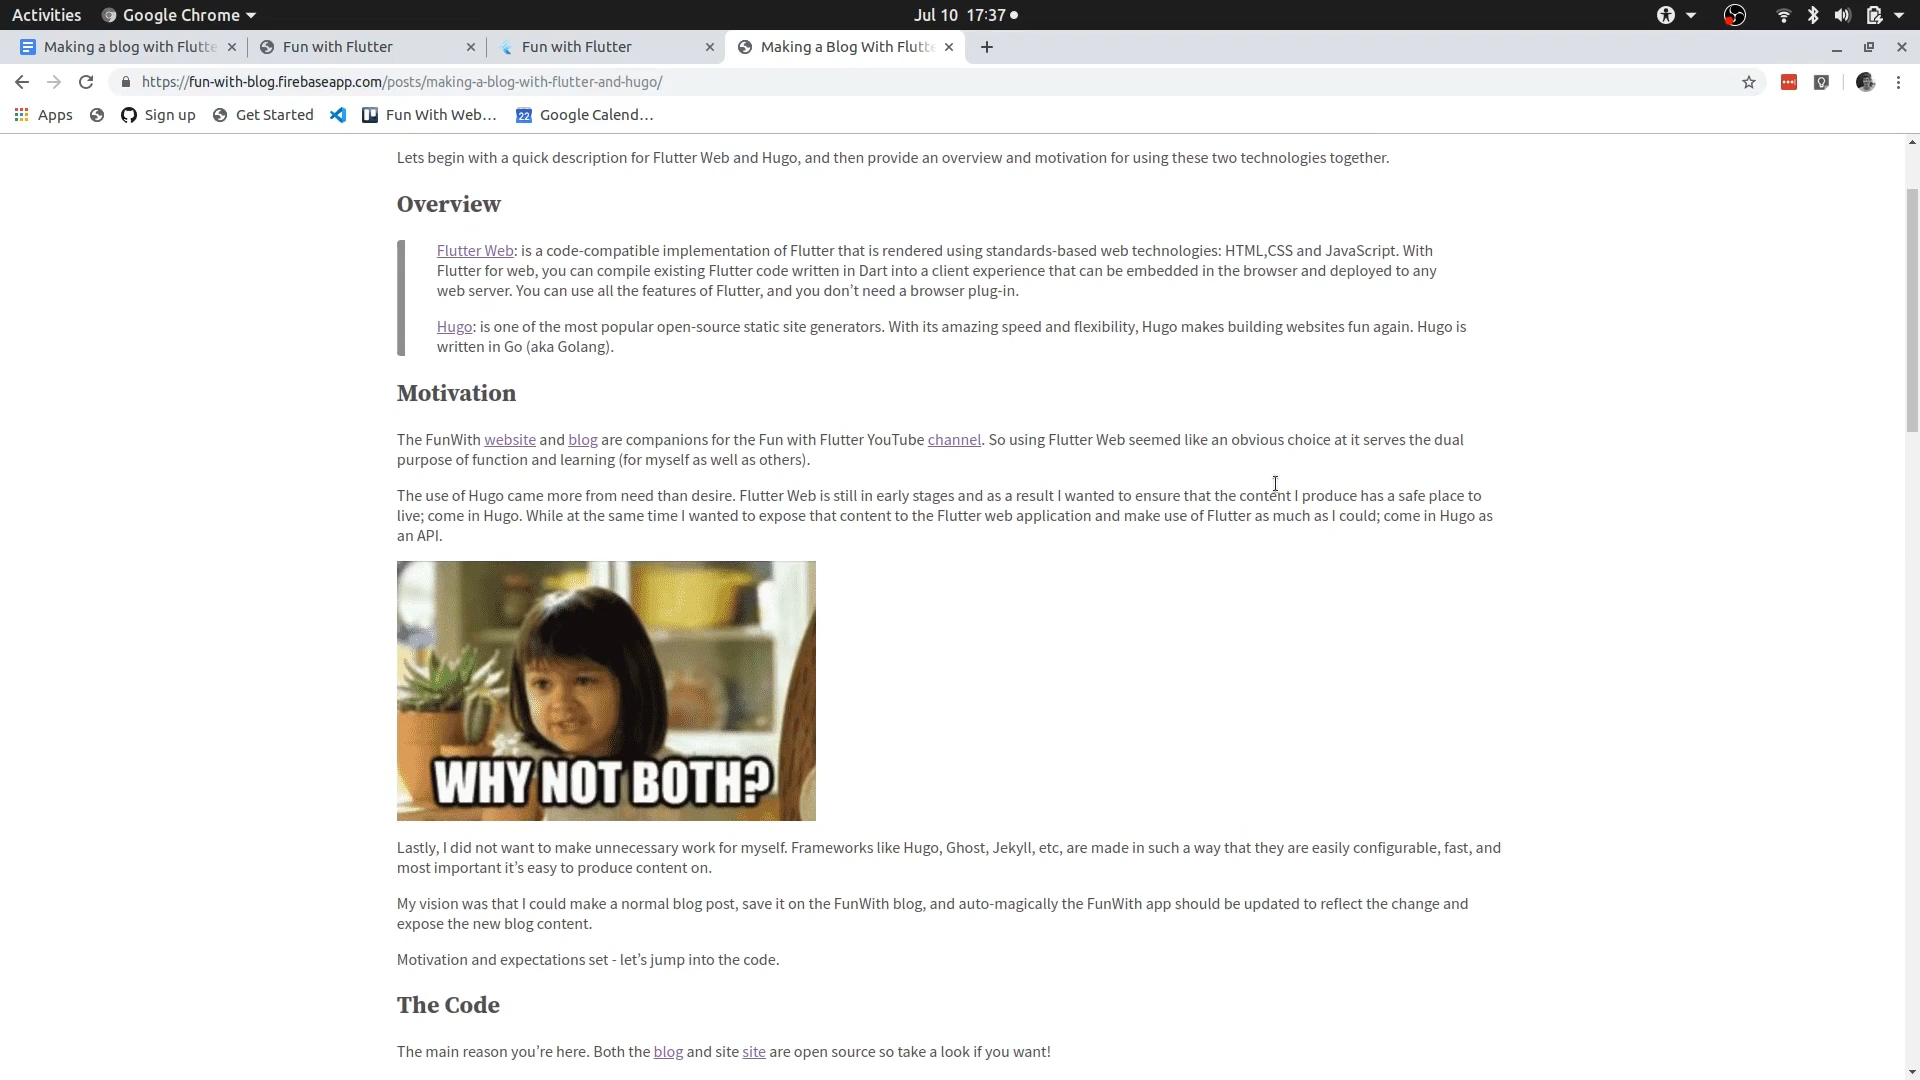 Activities
Google Chrome
Jul 10 17:37
Making a blog with Flutte
Fun with Flutter
Fun with Flutter
Making a Blog With Flutte
https://fun-with-blog.firebaseapp.com/posts/making-a-blog-with-flutter-and-hugo/
Apps
Sign up
Get Started
Fun With Web...
22
Google Calend...
Lets begin with a quick description for Flutter Web and Hugo, and then provide an overview and motivation for using these two technologies together.
Overview
Flutter Web: is a code-compatible implementation of Flutter that is rendered using standards-based web technologies: HTML,CSS and JavaScript. With
Flutter for web, you can compile existing Flutter code written in Dart into a client experience that can be embedded in the browser and deployed to any
web server. You can use all the features of Flutter, and you don’t need a browser plug-in.
Hugo: is one of the most popular open-source static site generators. With its amazing speed and flexibility, Hugo makes building websites fun again. Hugo is
written in Go (aka Golang).
Motivation
The FunWith website and blog are companions for the Fun with Flutter YouTube channel. So using Flutter Web seemed like an obvious choice at it serves the dual
purpose of function and learning (for myself as well as others).
The use of Hugo came more from need than desire. Flutter Web is still in early stages and as a result I wanted to ensure that the content I produce has a safe place to
live; come in Hugo. While at the same time I wanted to expose that content to the Flutter web application and make use of Flutter as much as I could; come in Hugo as
an API.
WHY NOT BOTH?
Lastly, I did not want to make unnecessary work for myself. Frameworks like Hugo, Ghost, Jekyll, etc, are made in such a way that they are easily configurable, fast, and
most important it’s easy to produce content on.
My vision was that I could make a normal blog post, save it on the FunWith blog, and auto-magically the FunWith app should be updated to reflect the change and
expose the new blog content.
Motivation and expectations set - let’s jump into the code.
The Code
The main reason you’re here. Both the blog and site site are open source so take a look if you want!